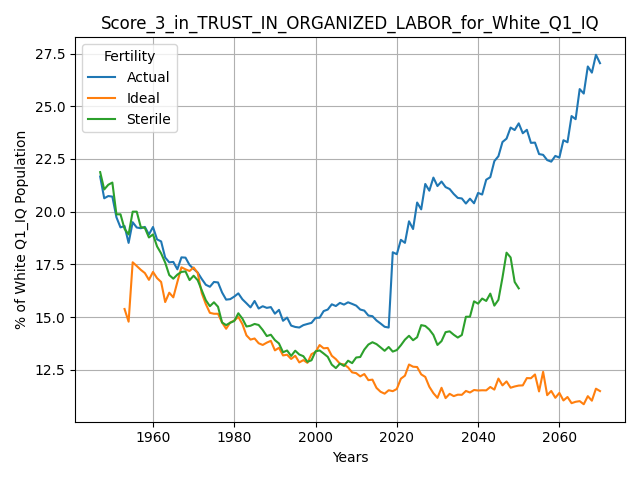 Score_3_in_TRUST_IN_ORGANIZED_LABOR_for_White_Q1_IQ
Fertility
Actual
Ideal
Sterile
27.5
25.0
22.5
20.0
17.5
15.0
12.5
% of White Q1_IQ Population
1960
1980
2000
2020
2040
2060
Years